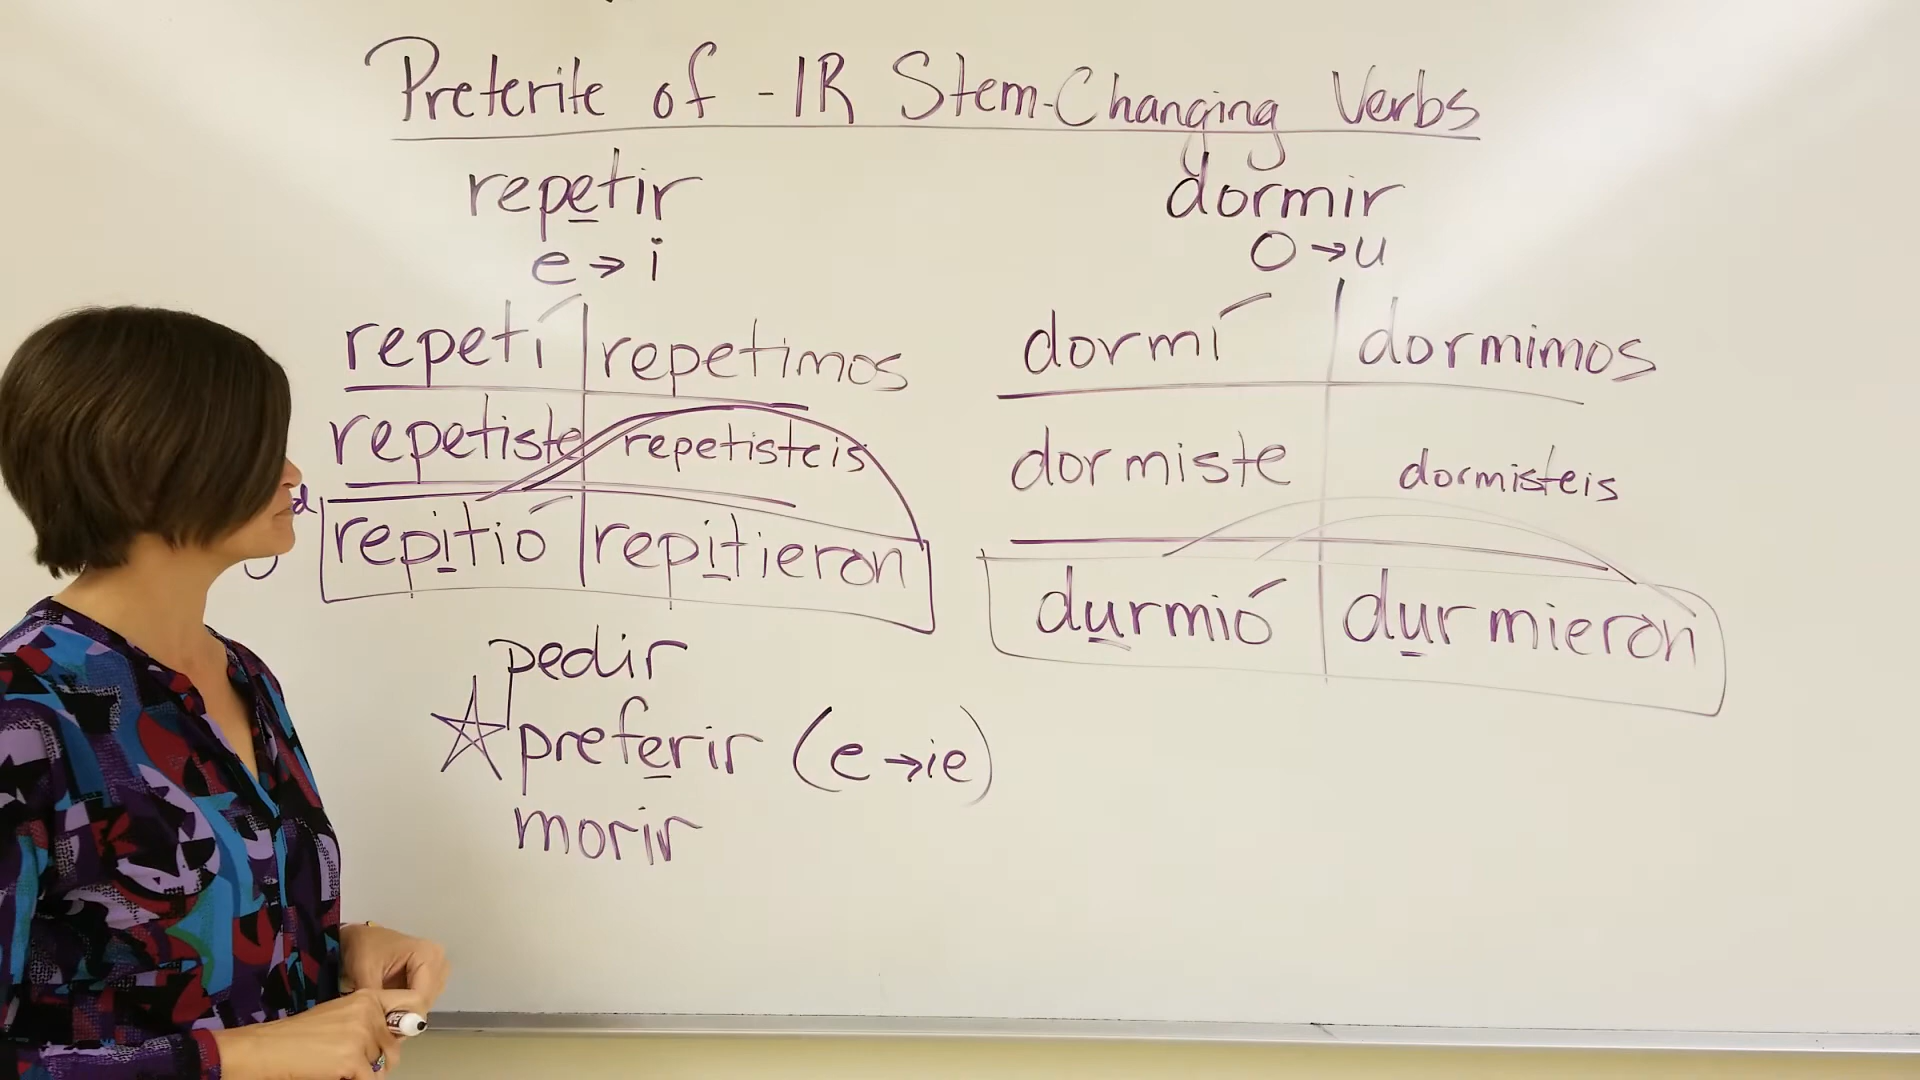 Preterite of -IR Stem-Changing Verbs
repetir
e → i
repetí repetimos
repetiste repetisteis
repitió repitieron
pedir
preferir (e → ie)
morir
dormir
o → u
dormí dormimos
dormiste dormisteis
durmió durmieron